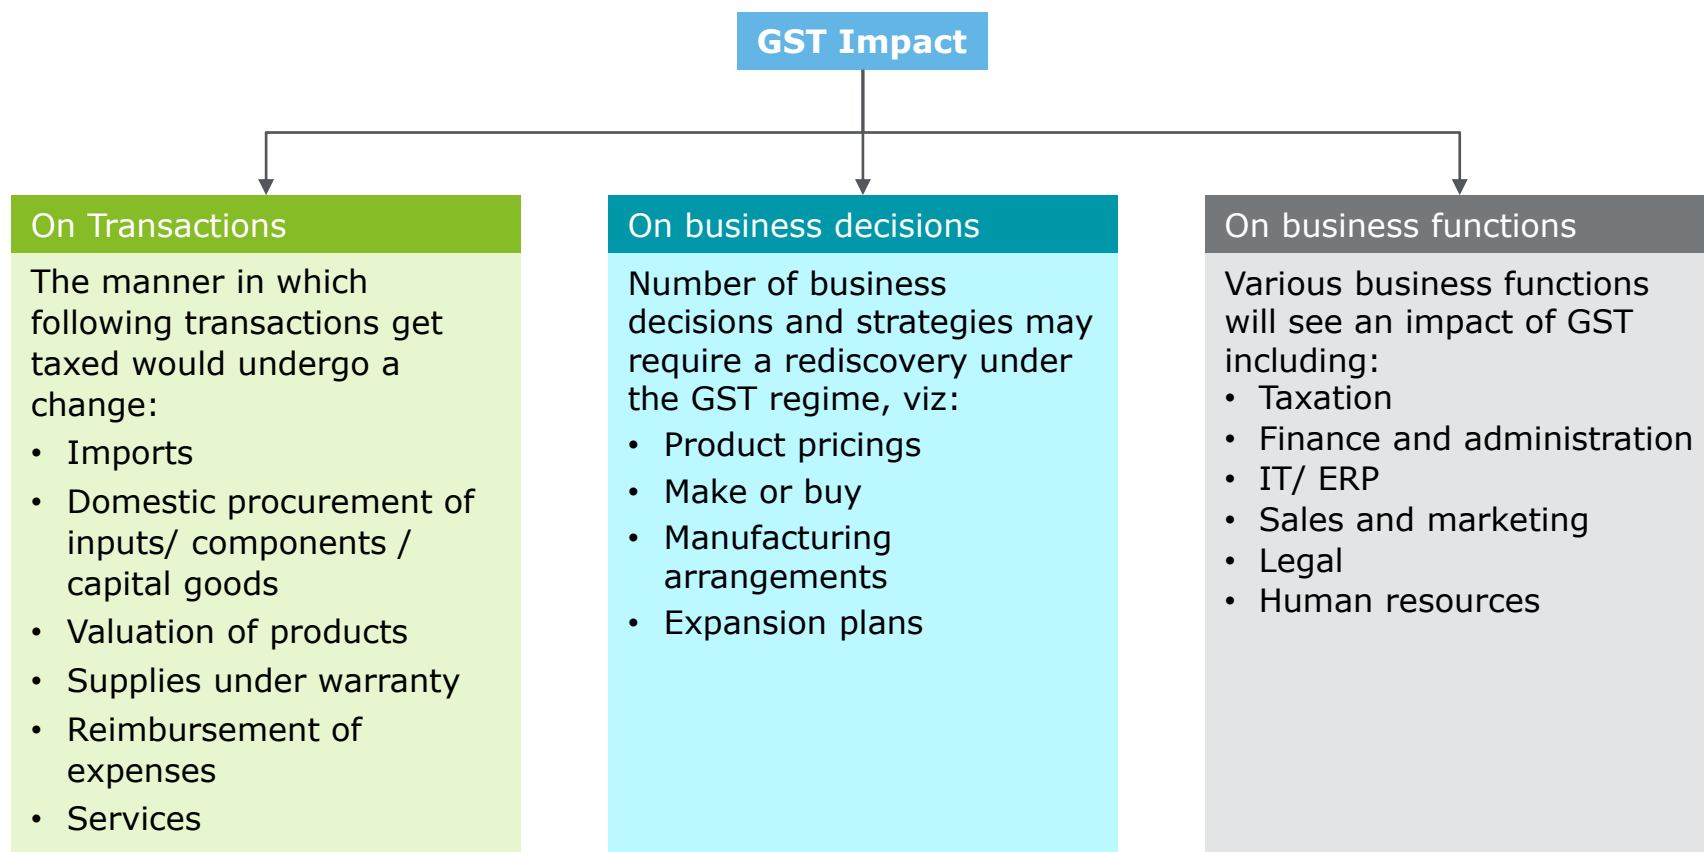 GST Impact
On Transactions
The manner in which
following transactions get
taxed would undergo a
change:
• Imports
• Domestic procurement of
inputs/ components /
capital goods
• Valuation of products
• Supplies under warranty
• Reimbursement of
expenses
• Services
On business decisions
Number of business
decisions and strategies may
require a rediscovery under
the GST regime, viz:
• Product pricings
• Make or buy
• Manufacturing
arrangements
• Expansion plans
On business functions
Various business functions
will see an impact of GST
including:
• Taxation
• Finance and administration
• IT/ ERP
• Sales and marketing
• Legal
• Human resources